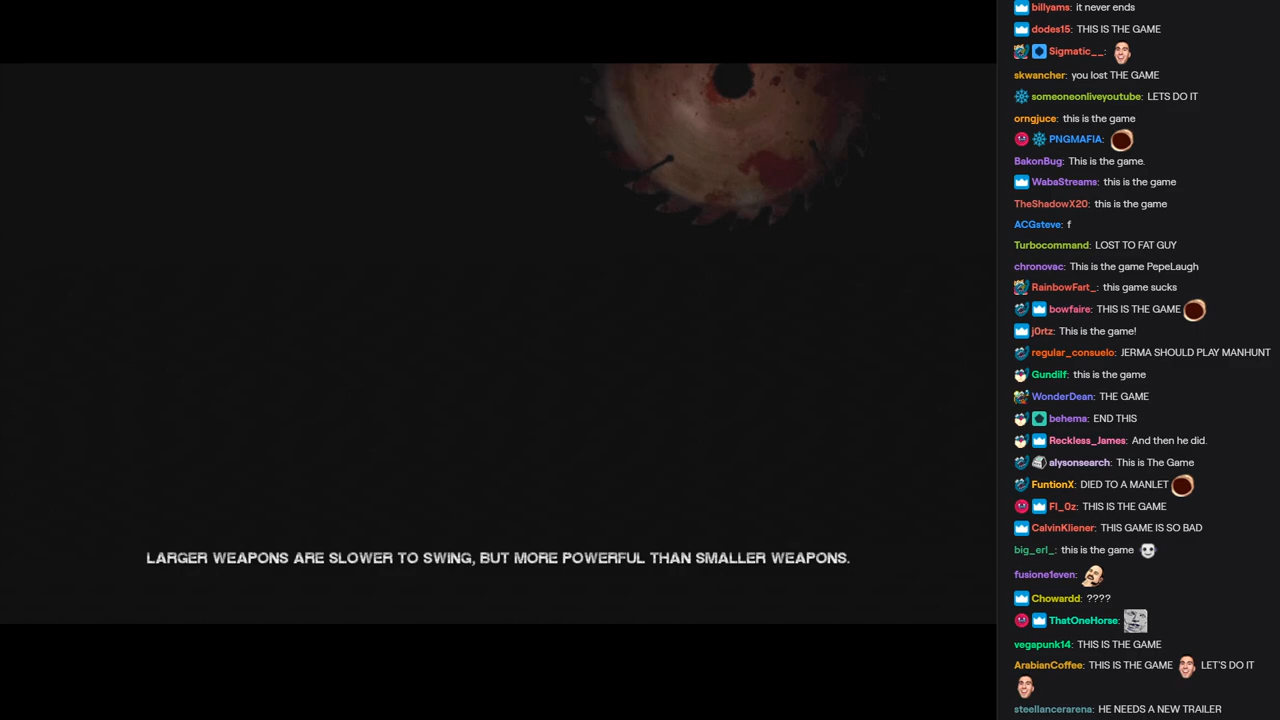 LARGER WEAPONS ARE SLOWER TO SWING, BUT MORE POWERFUL THAN SMALLER WEAPONS.
billyams: it never ends
dodes15: THIS IS THE GAME
Sigmatic__:
skwancher: you lost THE GAME
someoneonliveyoutube: LETS DO IT
orngjuce: this is the game
PNGMAFIA:
BakonBug: This is the game.
WabaStreams: this is the game
TheShadowX20: this is the game
ACGsteve: f
Turbocommand: LOST TO FAT GUY
chronovac: This is the game PepeLaugh
RainbowFart_: this game sucks
bowfaire: THIS IS THE GAME
j0rtz: This is the game!
regular_consuelo: JERMA SHOULD PLAY MANHUNT
Gundilf: this is the game
WonderDean: THE GAME
behema: END THIS
Reckless_James: And then he did.
alysonsearch: This is The Game
FuntionX: DIED TO A MANLET
Fl_0z: THIS IS THE GAME
CalvinKliener: THIS GAME IS SO BAD
big_erl_: this is the game
fusione1even:
Chowardd: ????
ThatOneHorse:
vegapunk14: THIS IS THE GAME
ArabianCoffee: THIS IS THE GAME LET'S DO IT
steellancerarena: HE NEEDS A NEW TRAILER